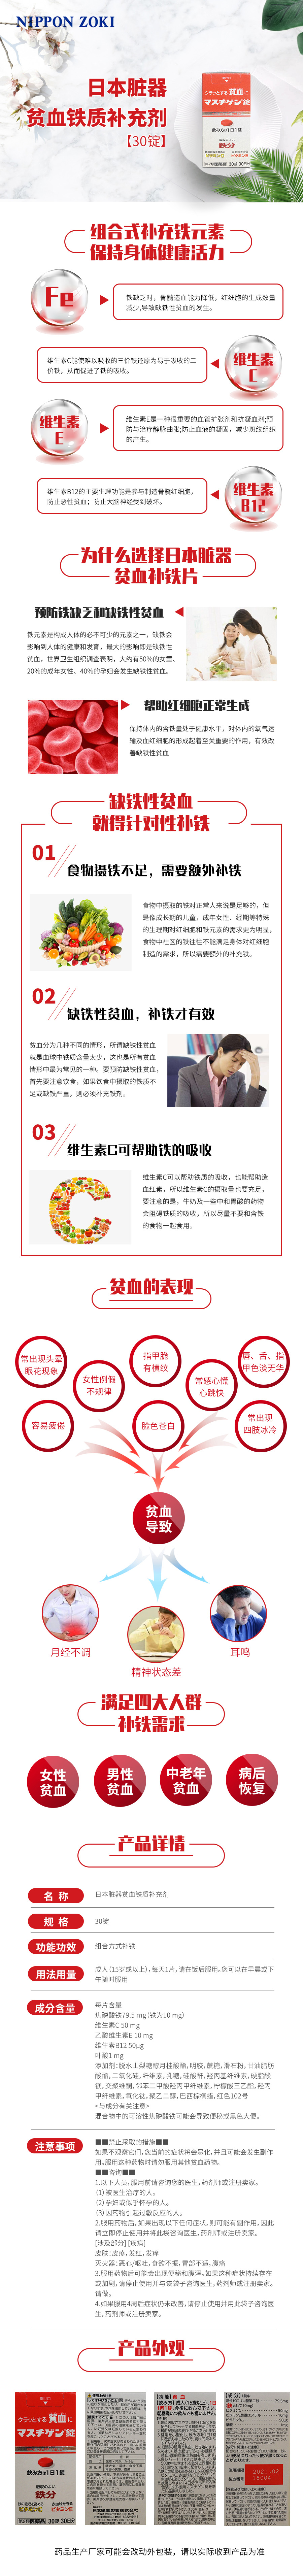 NIPPON ZOKI
日本脏器
贫血铁质补充剂
【30锭】
クラッとする貧血に
マスチゲン錠
飲み方は1日1錠
鉄分
ビタミンC
ビタミンE
組合式补充铁元素
保持身体健康活力
Fe
铁缺乏时，骨髓造血能力降低，红细胞的生成数量
减少,导致缺铁性贫血的发生。
维生素
C
维生素C能使难以吸收的三价铁还原为易于吸收的二
价铁，从而促进了铁的吸收。
维生素
E
维生素E是一种很重要的血管扩张剂和抗凝血剂;预
防与治疗静脉曲张;防止血液的凝固，减少斑纹组织
的产生。
维生素
B12
维生素B12的主要生理功能是参与制造骨髓红细胞，
防止恶性贫血；防止大脑神经受到破坏。
为什么选择日本脏器
贫血补铁片
预防铁缺乏和缺铁性贫血
铁元素是构成人体的必不可少的元素之一，缺铁会
影响到人体的健康和发育，最大的影响即是缺铁性
贫血，世界卫生组织调查表明，大约有50%的女童、
20%的成年女性、40%的孕妇会发生缺铁性贫血。
帮助红细胞正常生成
保持体内的含铁量处于健康水平，对体内的氧气运
输及血红细胞的形成起着至关重要的作用，有效改
善缺铁性贫血
缺铁性贫血
就得针对性补铁
01
食物摄铁不足，需要额外补铁
食物中摄取的铁对正常人来说是足够的，但
是像成长期的儿童，成年女性、经期等特殊
的生理期对红细胞和铁元素的需求更为明显，
食物中社区的铁往往不能满足身体对红细胞
制造的需求，所以需要额外的补充铁。
02
缺铁性贫血，补铁才有效
贫血分为几种不同的情形，所谓缺铁性贫血
就是血球中铁质含量太少，这也是所有贫血
情形中最为常见的一种。要预防缺铁性贫血，
首先要注意饮食，如果饮食中摄取的铁质不
足或缺铁严重，则必须补充铁剂。
03
维生素C可帮助铁的吸收
维生素C可以帮助铁质的吸收，也能帮助造
血红素，所以维生素C的摄取量也要充足，
要注意的是，牛奶及一些中和胃酸的药物
会阻碍铁质的吸收，所以尽量不要和含铁
的食物一起食用。
贫血的表现
常出现头晕
眼花现象
女性例假
不规律
指甲脆
有横纹
常感心慌
心跳快
唇、舌、指
甲色淡无华
容易疲倦
脸色苍白
常出现
四肢冰冷
贫血
导致
月经不调
精神状态差
耳鸣
满足四大人群
补铁需求
女性
贫血
男性
贫血
中老年
贫血
病后
恢复
产品详情
名 称
日本脏器贫血铁质补充剂
规 格
30锭
功能功效
组合方式补铁
用法用量
成人(15岁或以上)，每天1片，请在饭后服用。您可以在早晨或下
午随时服用
成分含量
每片含量
焦磷酸铁79.5 mg（铁为10 mg）
维生素C 50 mg
乙酸维生素E 10 mg
维生素B12 50μg
叶酸1 mg
添加剂:脱水山梨糖醇月桂酸酯，明胶，蔗糖，滑石粉，甘油脂肪
酸酯，二氧化硅，纤维素，乳糖，硅酸酐，羟丙基纤维素，硬脂酸
镁，交聚维酮，邻苯二甲酸羟丙甲纤维素，柠檬酸三乙酯，羟丙
甲纤维素，氧化钛，聚乙二醇，巴西棕榈蜡，红色102号
<与成分有关注意>
混合物中的可溶性焦磷酸铁可能会导致便秘或黑色大便。
注意事项
■■禁止采取的措施■■
如果不观察它们，您当前的症状将会恶化，并且可能会发生副作
用。服用这种药物时请勿服用其他贫血药物。
■■咨询■■
1.以下人员，服用前请咨询您的医生，药剂师或注册卖家。
（1）被医生治疗的人。
（2）孕妇或似乎怀孕的人。
（3）因药物引起过敏反应的人。
2.服用药物后，如果出现以下任何症状，则可能有副作用，因此
请立即停止使用并将此袋咨询医生，药剂师或注册卖家。
[涉及部分] [疾病]
皮肤：皮疹，发红，发痒
灭火器：恶心/呕吐，食欲不振，胃部不适，腹痛
3.服用药物后可能会出现便秘和腹泻，如果这种症状持续存在
或加剧，请停止使用并与该袋子咨询医生，药剂师或注册卖家。
请做。
4.如果服用4周后症状仍未改善，请停止使用并用此袋子咨询医
生，药剂师或注册卖家。
产品外观
クラッとする貧血に
マスチゲン錠
飲み方は1日1錠
鉄分
ビタミンC
ビタミンE
2021.02
19004
药品生产厂家可能会改动外包装，请以实际收到产品为准